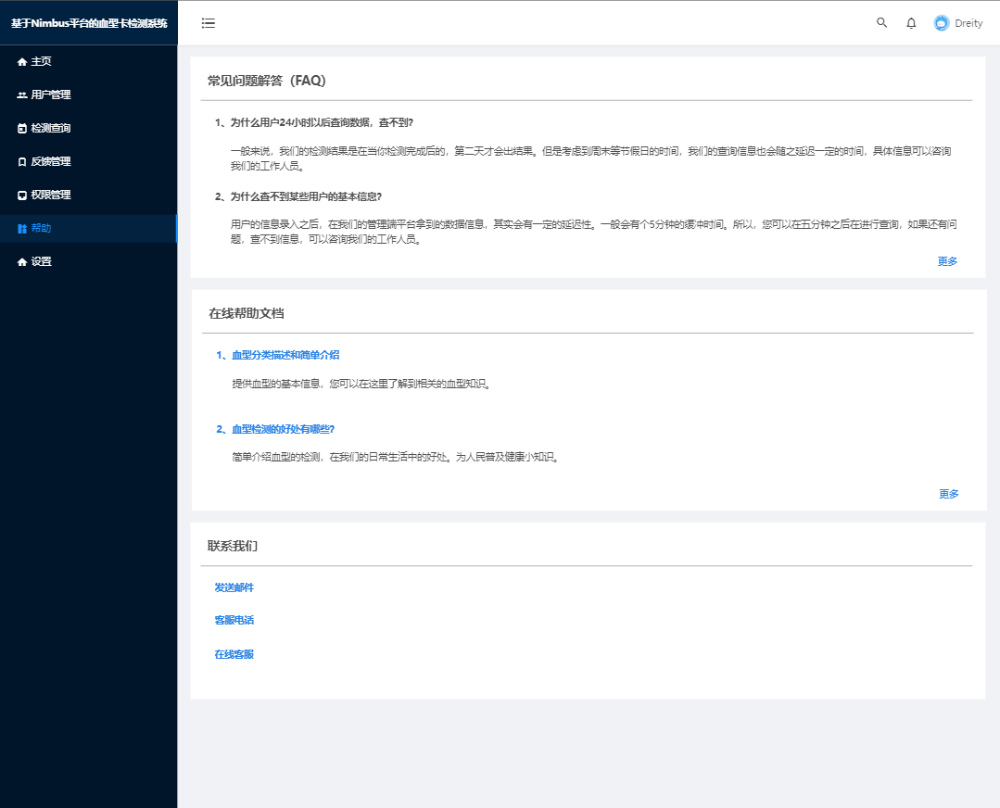 基于Nimbus平台的血型卡检测系统
Dreity
主页
用户管理
检测查询
反馈管理
权限管理
帮助
设置
常见问题解答（FAQ）
1、为什么用户24小时以后查询数据，查不到?
一般来说，我们的检测结果是在当你检测完成后的，第二天才会出结果。但是考虑到周末等节假日的时间，我们的查询信息也会随之延迟一定的时间，具体信息可以咨询
我们的工作人员。
2、为什么查不到某些用户的基本信息?
用户的信息录入之后，在我们的管理端平台拿到的数据信息，其实会有一定的延迟性。一般会有个5分钟的缓冲时间。所以，您可以在五分钟之后在进行查询，如果还有问
题，查不到信息，可以咨询我们的工作人员。
更多
在线帮助文档
1、血型分类描述和简单介绍
提供血型的基本信息，您可以在这里了解到相关的血型知识。
2、血型检测的好处有哪些?
简单介绍血型的检测，在我们的日常生活中的好处。为人民普及健康小知识。
更多
联系我们
发送邮件
客服电话
在线客服